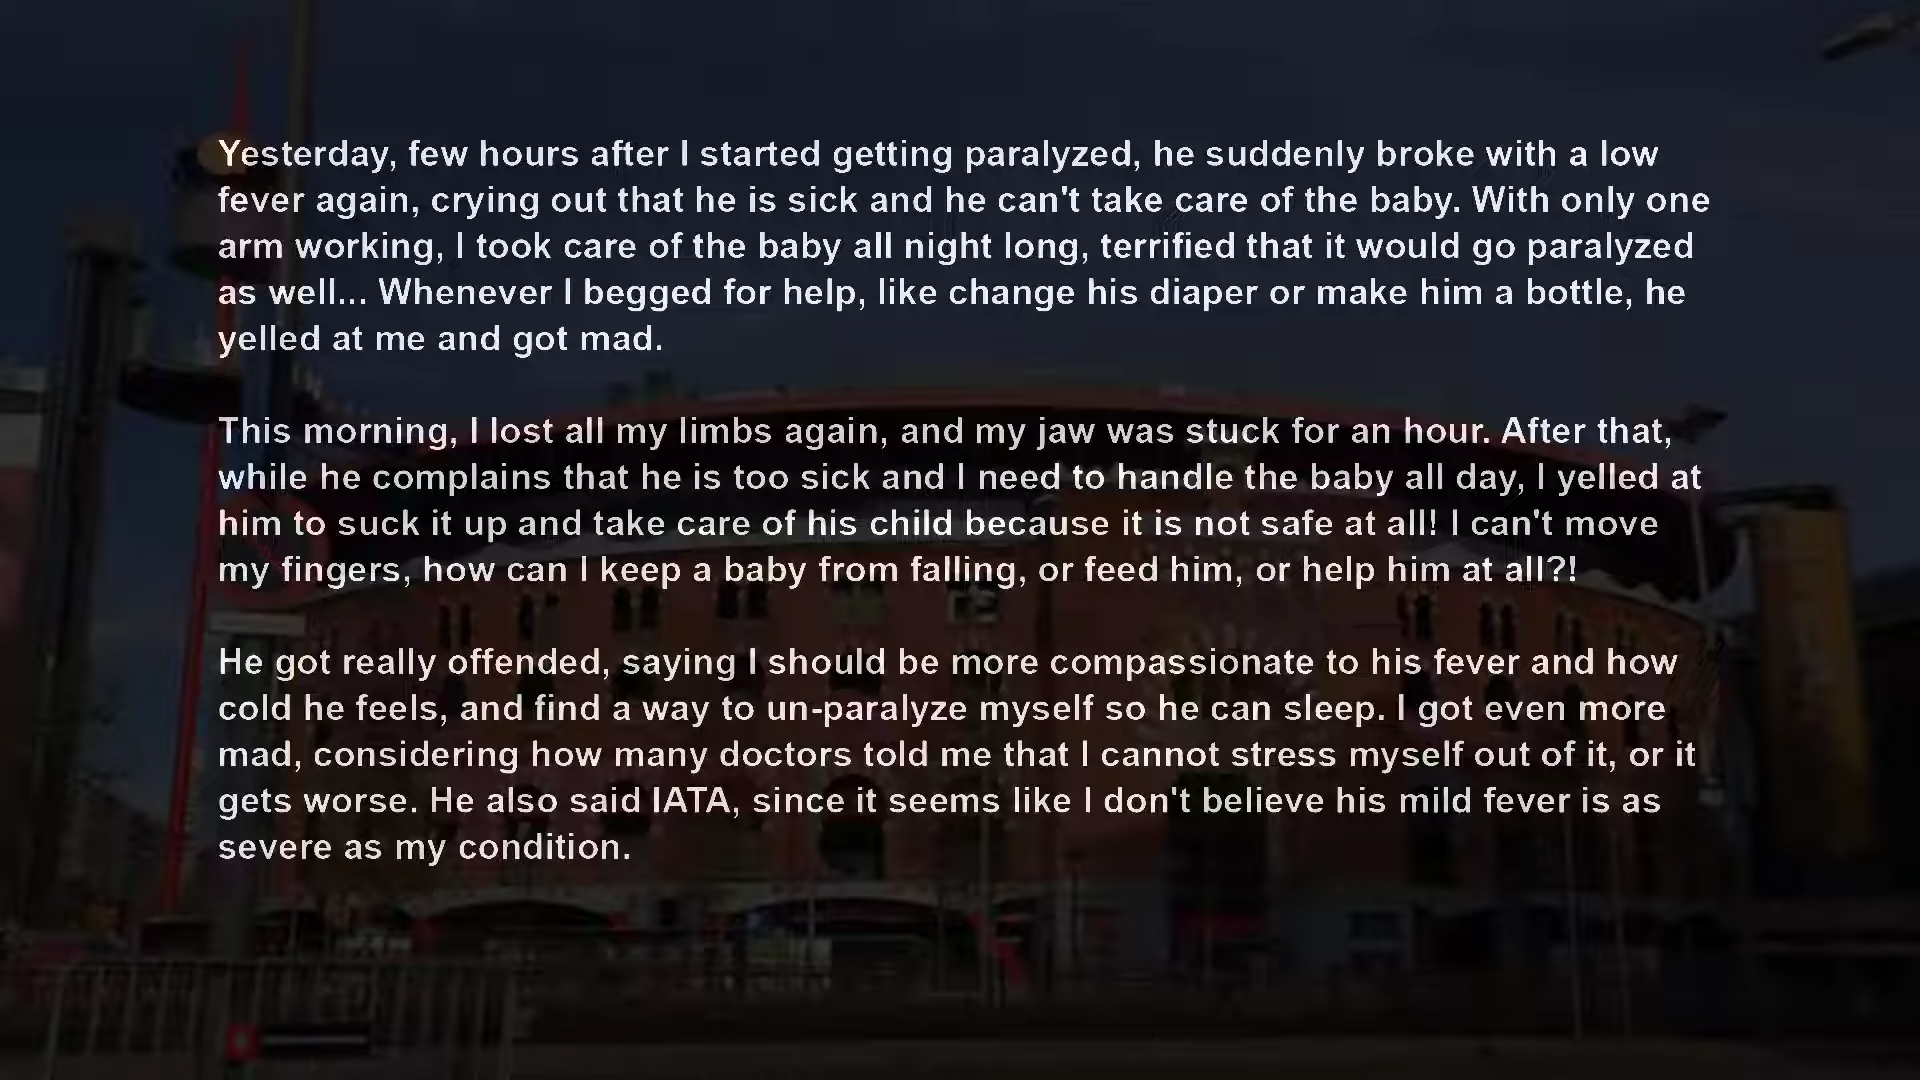 Yesterday, few hours after I started getting paralyzed, he suddenly broke with a low
fever again, crying out that he is sick and he can't take care of the baby. With only one
arm working, I took care of the baby all night long, terrified that it would go paralyzed
as well... Whenever I begged for help, like change his diaper or make him a bottle, he
yelled at me and got mad.
This morning, I lost all my limbs again, and my jaw was stuck for an hour. After that,
while he complains that he is too sick and I need to handle the baby all day, I yelled at
him to suck it up and take care of his child because it is not safe at all! I can't move
my fingers, how can I keep a baby from falling, or feed him, or help him at all?!
He got really offended, saying I should be more compassionate to his fever and how
cold he feels, and find a way to un-paralyze myself so he can sleep. I got even more
mad, considering how many doctors told me that I cannot stress myself out of it, or it
gets worse. He also said IATA, since it seems like I don't believe his mild fever is as
severe as my condition.